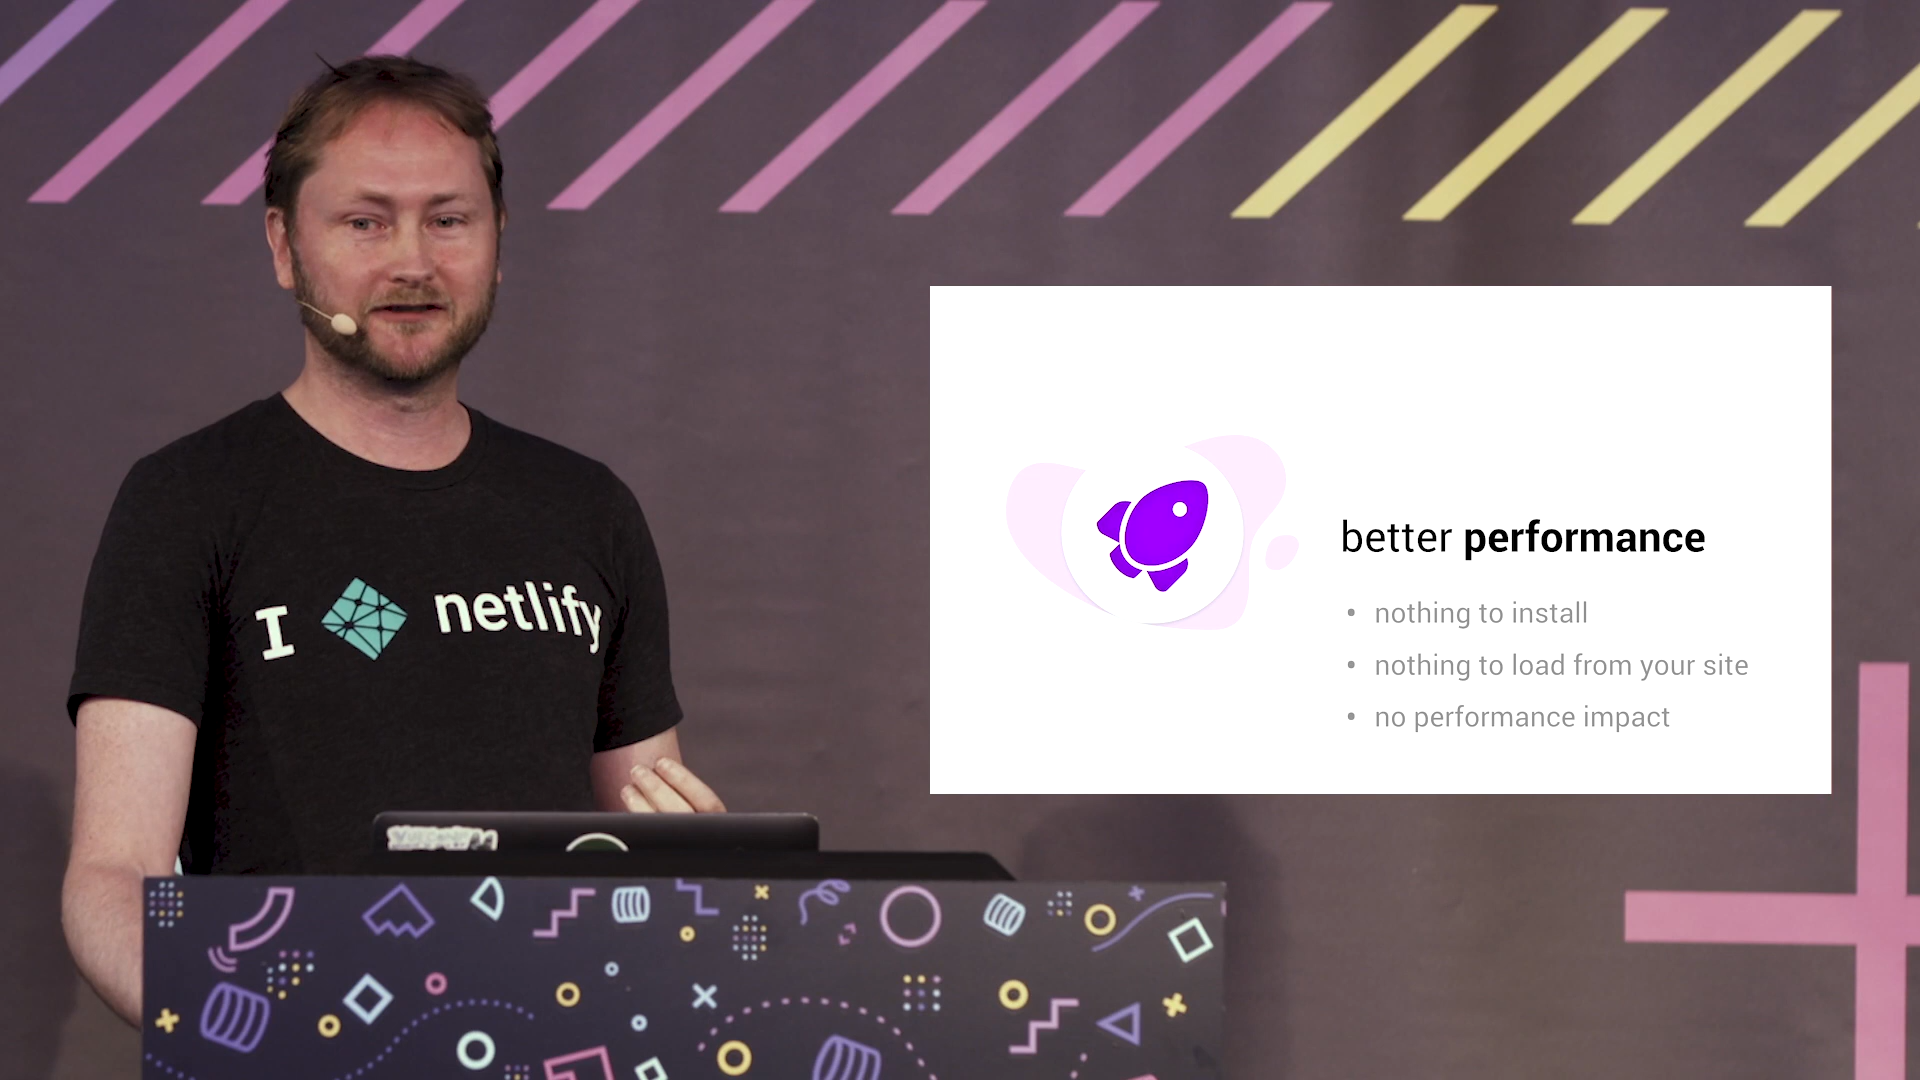 I netlify
better performance
• nothing to install
• nothing to load from your site
• no performance impact